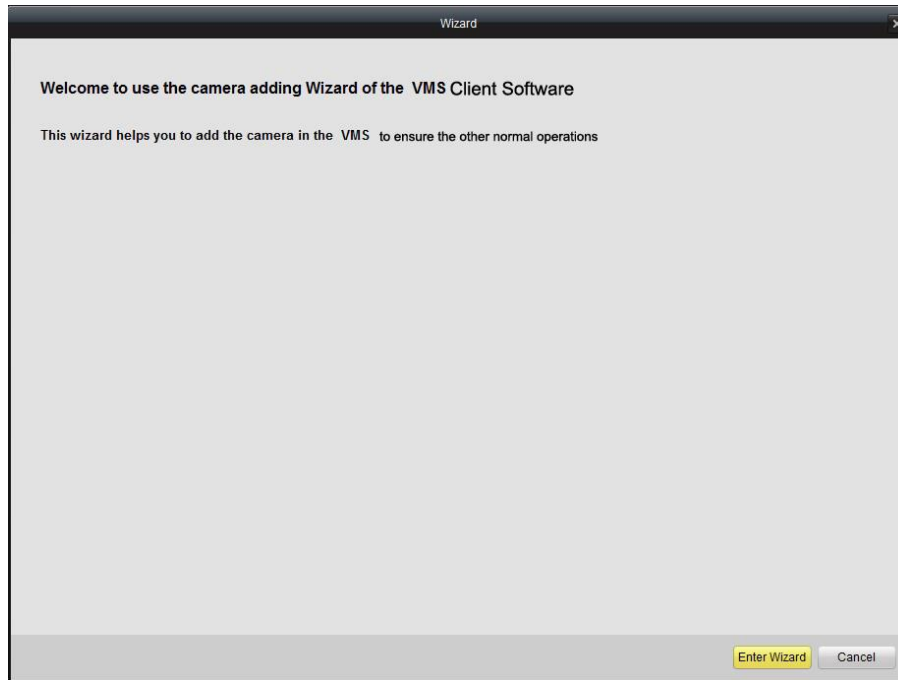 Wizard
Welcome to use the camera adding Wizard of the VMS Client Software
This wizard helps you to add the camera in the VMS to ensure the other normal operations
Enter Wizard Cancel